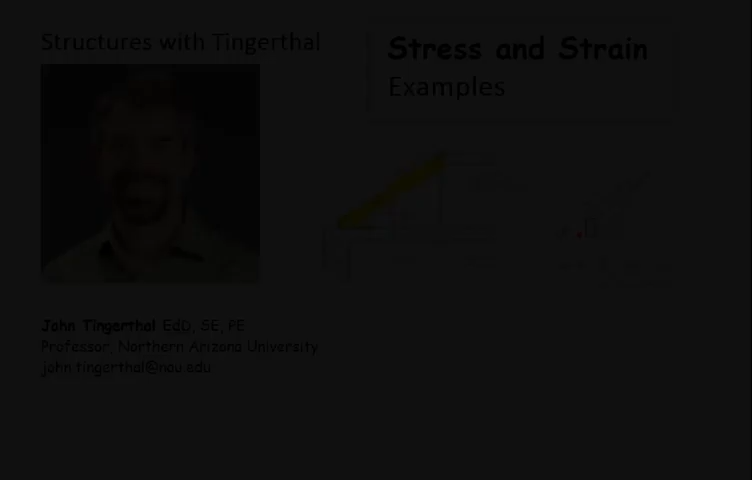 Structures with Tingerthal
Stress and Strain
Examples
John Tingerthal EdD, SE, PE
Professor, Northern Arizona University
john.tingerthal@nau.edu